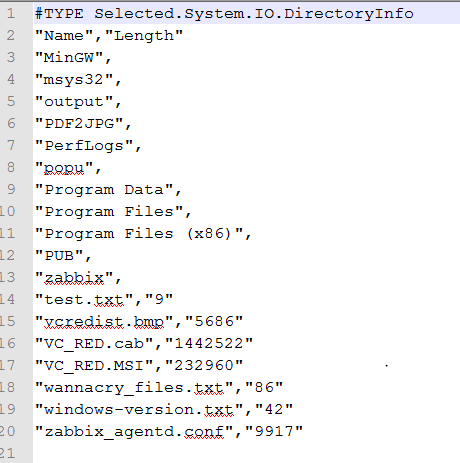 1 #TYPE Selected.System.IO.DirectoryInfo
2 "Name","Length"
3 "MinGW",
4 "msys32",
5 "output",
6 "PDF2JPG",
7 "PerfLogs",
8 "popu",
9 "Program Data",
10 "Program Files",
11 "Program Files (x86)",
12 "PUB",
13 "zabbix",
14 "test.txt","9"
15 "vcredist.bmp","5686"
16 "VC_RED.cab","1442522"
17 "VC_RED.MSI","232960"
18 "wannacry_files.txt","86"
19 "windows-version.txt","42"
20 "zabbix_agentd.conf","9917"
21